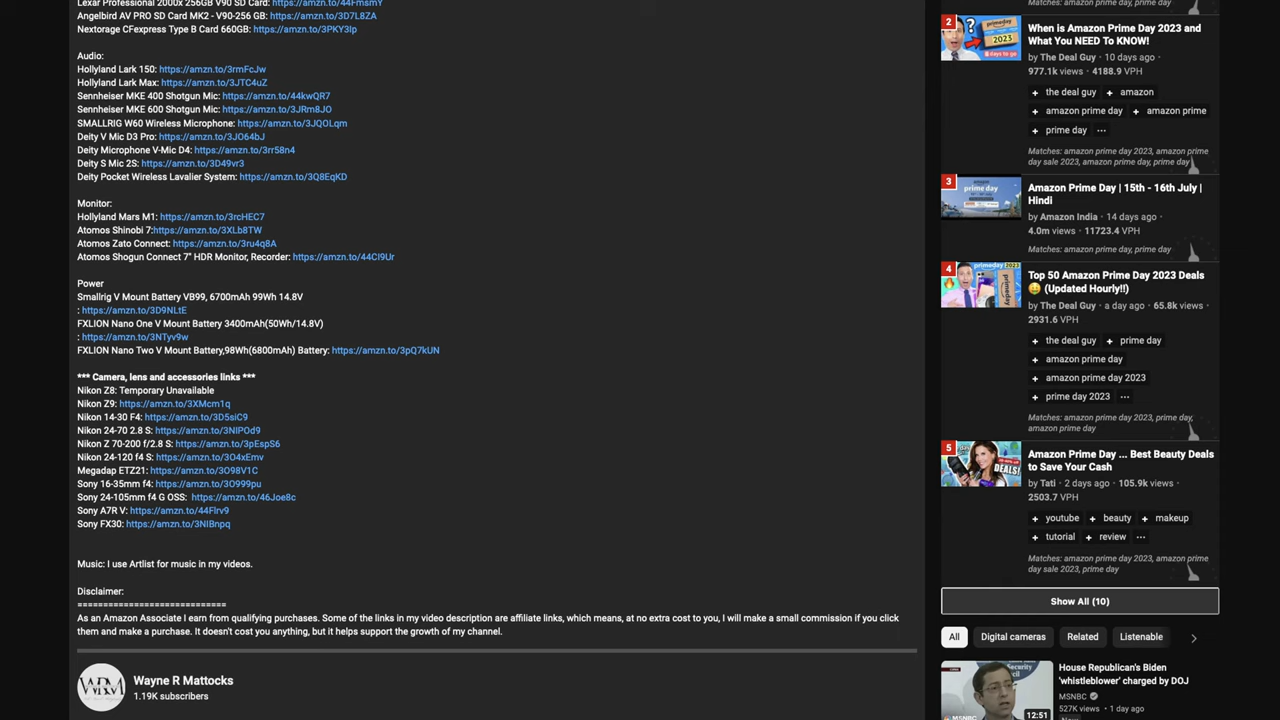 Lexar Professional 2000x 256GB V90 SD Card: https://amzn.to/44FmsmY
Angelbird AV PRO SD Card MK2 - V90-256 GB: https://amzn.to/3D7L8ZA
Nextorage CFexpress Type B Card 660GB: https://amzn.to/3PKY3Ip
Audio:
Hollyland Lark 150: https://amzn.to/3rmFcJw
Hollyland Lark Max: https://amzn.to/3JTC4uZ
Sennheiser MKE 400 Shotgun Mic: https://amzn.to/44kwQR7
Sennheiser MKE 600 Shotgun Mic: https://amzn.to/3JRm8JO
SMALLRIG W60 Wireless Microphone: https://amzn.to/3JQOLqm
Deity V Mic D3 Pro: https://amzn.to/3JO64bJ
Deity Microphone V-Mic D4: https://amzn.to/3rr58n4
Deity S Mic 2S: https://amzn.to/3D49vr3
Deity Pocket Wireless Lavalier System: https://amzn.to/3Q8EqKD
Monitor:
Hollyland Mars M1: https://amzn.to/3rcHEC7
Atomos Shinobi 7:https://amzn.to/3XLb8TW
Atomos Zato Connect: https://amzn.to/3ru4q8A
Atomos Shogun Connect 7" HDR Monitor, Recorder: https://amzn.to/44CI9Ur
Power
Smallrig V Mount Battery VB99, 6700mAh 99Wh 14.8V
: https://amzn.to/3D9NLtE
FXLION Nano One V Mount Battery 3400mAh(50Wh/14.8V)
: https://amzn.to/3NTyv9w
FXLION Nano Two V Mount Battery,98Wh(6800mAh) Battery: https://amzn.to/3pQ7kUN
*** Camera, lens and accessories links ***
Nikon Z8: Temporary Unavailable
Nikon Z9: https://amzn.to/3XMcm1q
Nikon 14-30 F4: https://amzn.to/3D5siC9
Nikon 24-70 2.8 S: https://amzn.to/3NIPOd9
Nikon Z 70-200 f/2.8 S: https://amzn.to/3pEspS6
Nikon 24-120 f4 S: https://amzn.to/3O4xEmv
Megadap ETZ21: https://amzn.to/3O98V1C
Sony 16-35mm f4: https://amzn.to/3O999pu
Sony 24-105mm f4 G OSS: https://amzn.to/46Joe8c
Sony A7R V: https://amzn.to/44Flrv9
Sony FX30: https://amzn.to/3NIBnpq
Music: I use Artlist for music in my videos.
Disclaimer:
============================
As an Amazon Associate I earn from qualifying purchases. Some of the links in my video description are affiliate links, which means, at no extra cost to you, I will make a small commission if you click
them and make a purchase. It doesn't cost you anything, but it helps support the growth of my channel.
Wayne R Mattocks
1.19K subscribers
Matches: amazon prime day 2023, amazon
2
When is Amazon Prime Day 2023 and
What You NEED TO KNOW!
by The Deal Guy • 10 days ago •
977.1k views • 4188.9 VPH
+ the deal guy + amazon
+ amazon prime day + amazon prime
+ prime day •••
Matches: amazon prime day 2023, amazon prime
day sale 2023, amazon prime day, prime day
3
Amazon Prime Day | 15th - 16th July |
Hindi
by Amazon India • 14 days ago •
4.0m views • 11723.4 VPH
Matches: amazon prime day, prime day
4
Top 50 Amazon Prime Day 2023 Deals
🤑 (Updated Hourly!!)
by The Deal Guy • a day ago • 65.8k views •
2931.6 VPH
+ the deal guy + prime day
+ amazon prime day
+ amazon prime day 2023
+ prime day 2023 •••
Matches: amazon prime day 2023, prime day,
amazon prime day
5
Amazon Prime Day ... Best Beauty Deals
to Save Your Cash
by Tati • 2 days ago • 105.9k views •
2503.7 VPH
+ youtube + beauty + makeup
+ tutorial + review •••
Matches: amazon prime day 2023, amazon prime
day sale 2023, prime day
Show All (10)
All Digital cameras Related Listenable
House Republican's Biden
'whistleblower' charged by DOJ
MSNBC
527K views • 1 day ago
12:51